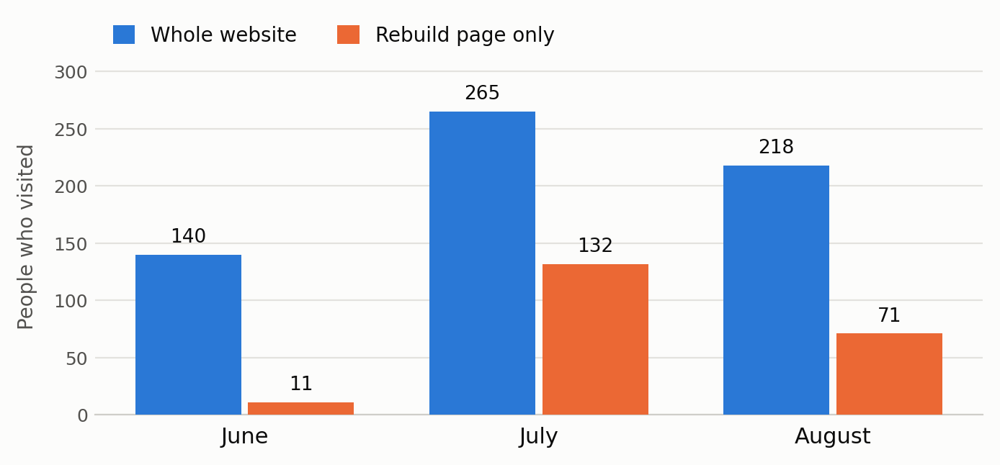 Whole website
Rebuild page only
People who visited
300
250
200
150
100
50
0
140
11
265
132
218
71
June
July
August